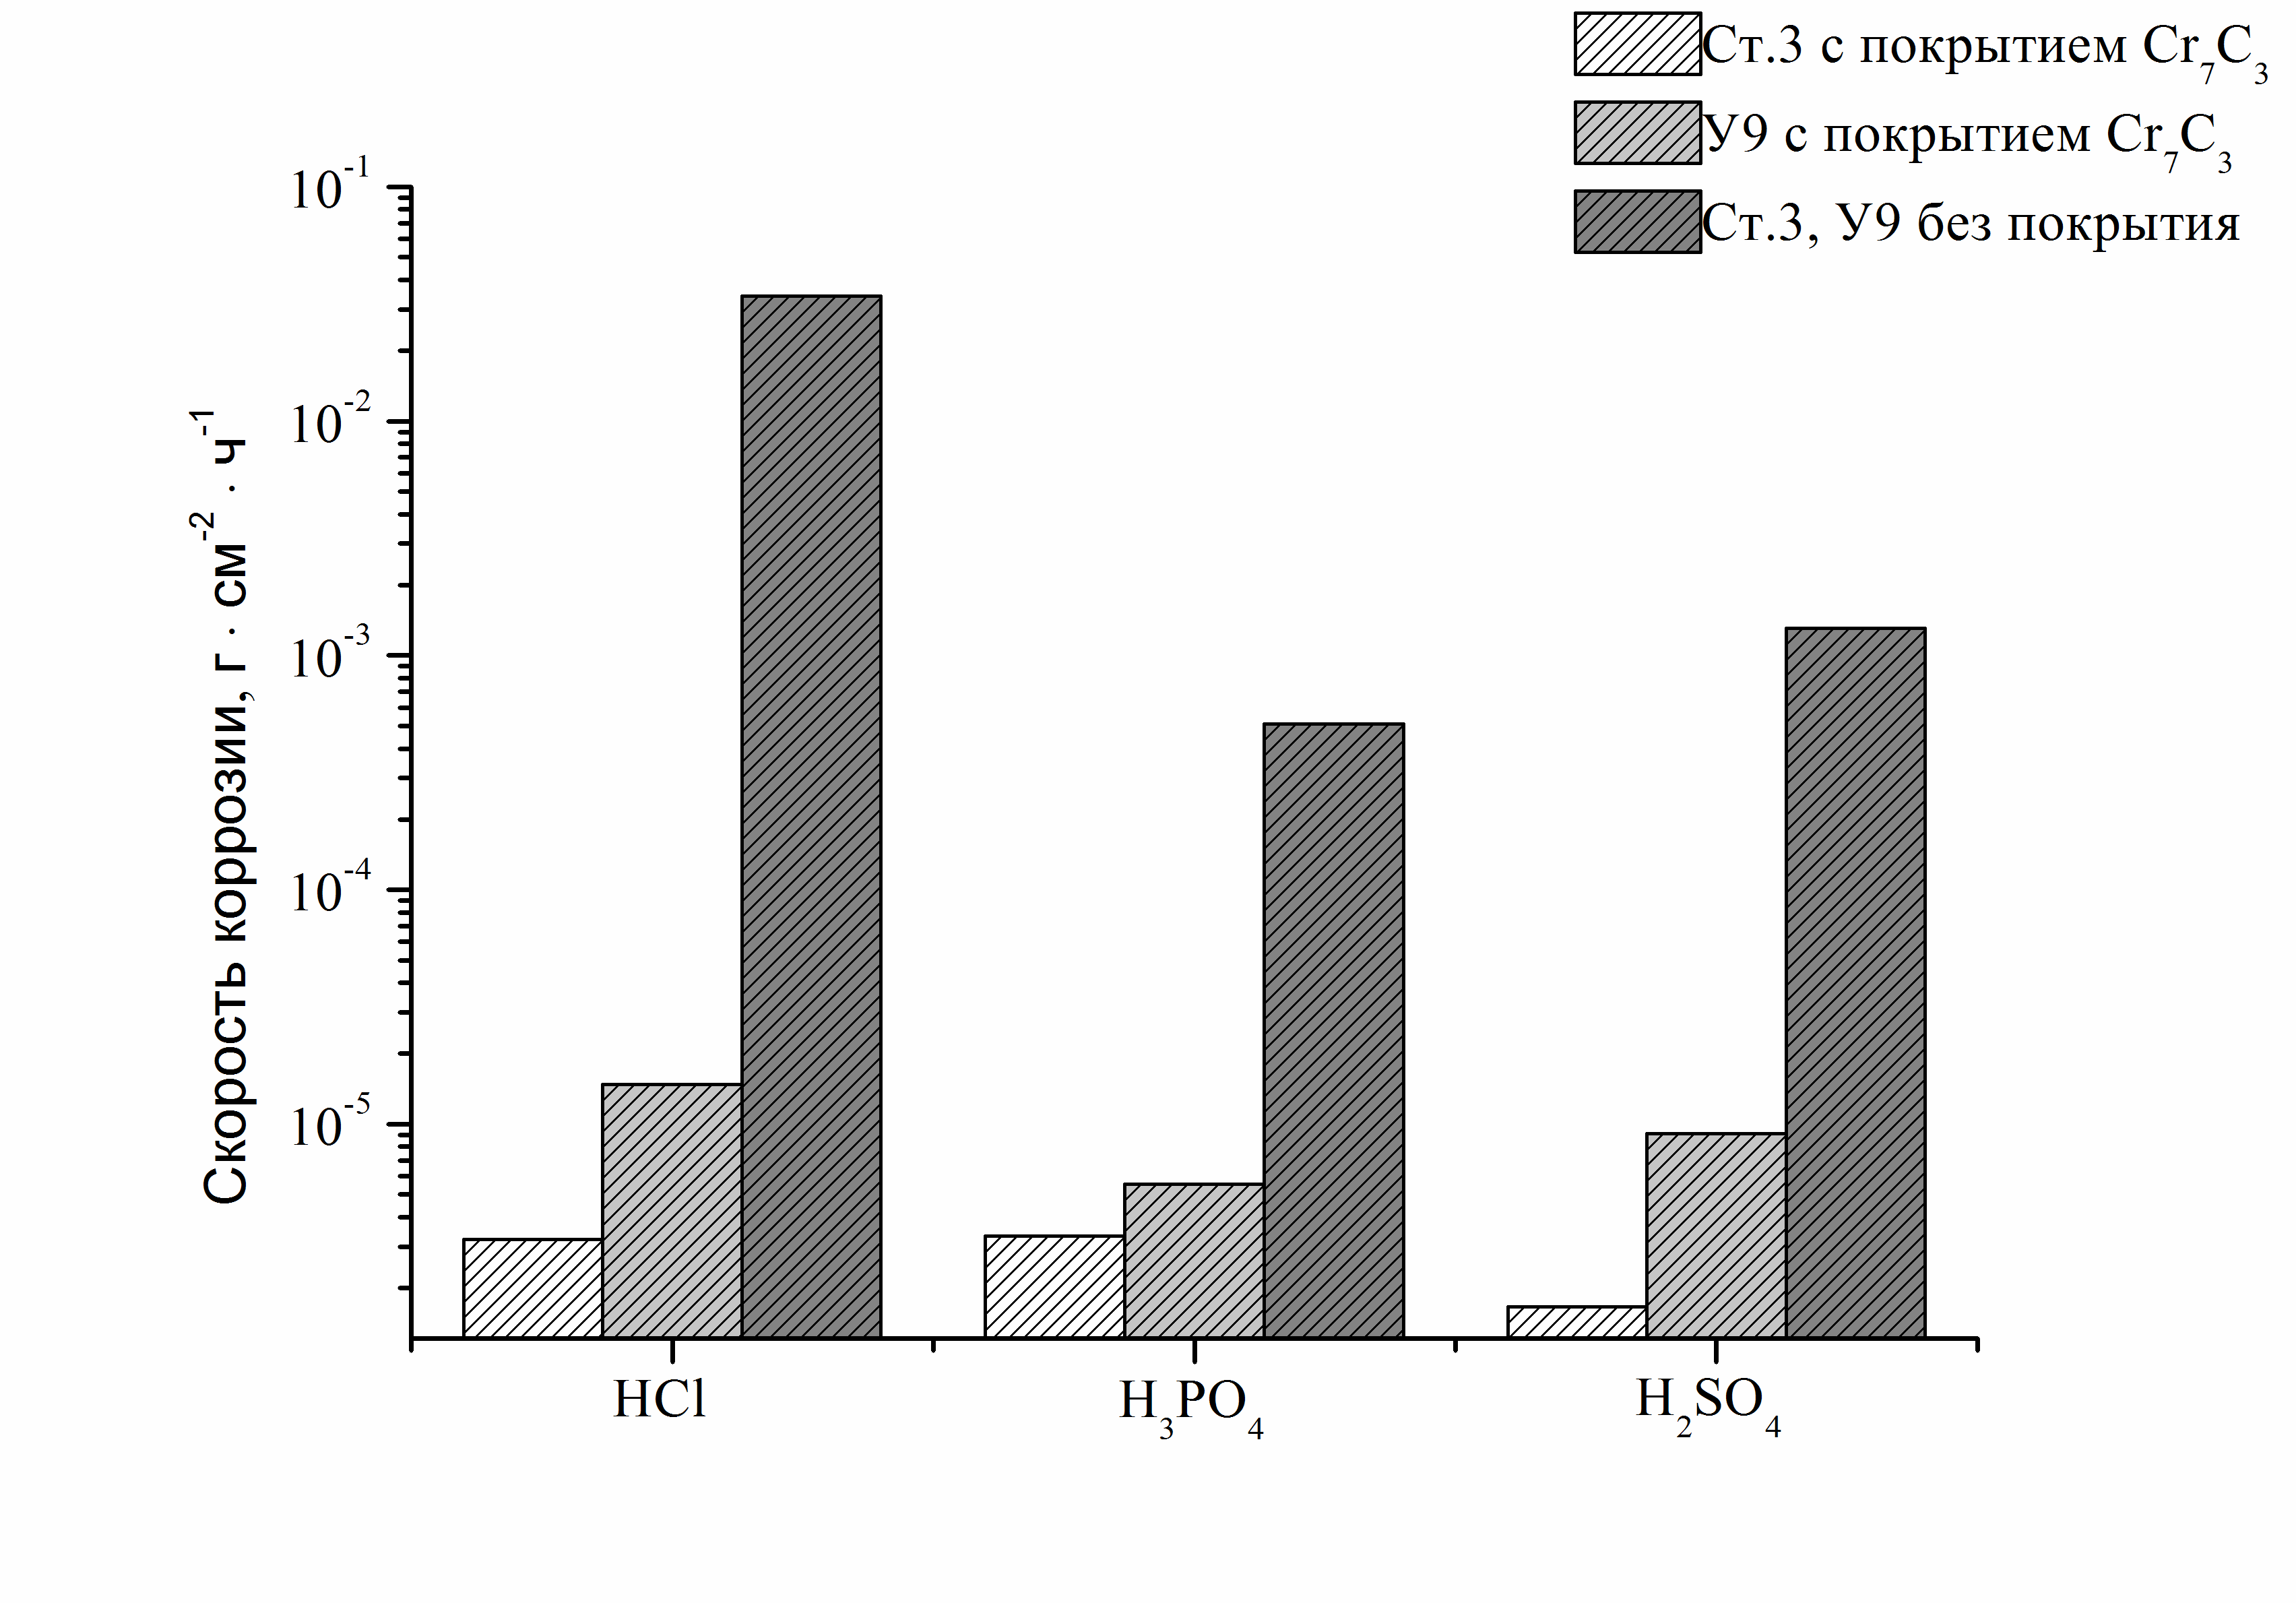 Ст.3 с покрытием Cr₇C₃
У9 с покрытием Cr₇C₃
Ст.3, У9 без покрытия
Скорость коррозии, г · см⁻² · ч⁻¹
10⁻¹
10⁻²
10⁻³
10⁻⁴
10⁻⁵
HCl
H₃PO₄
H₂SO₄